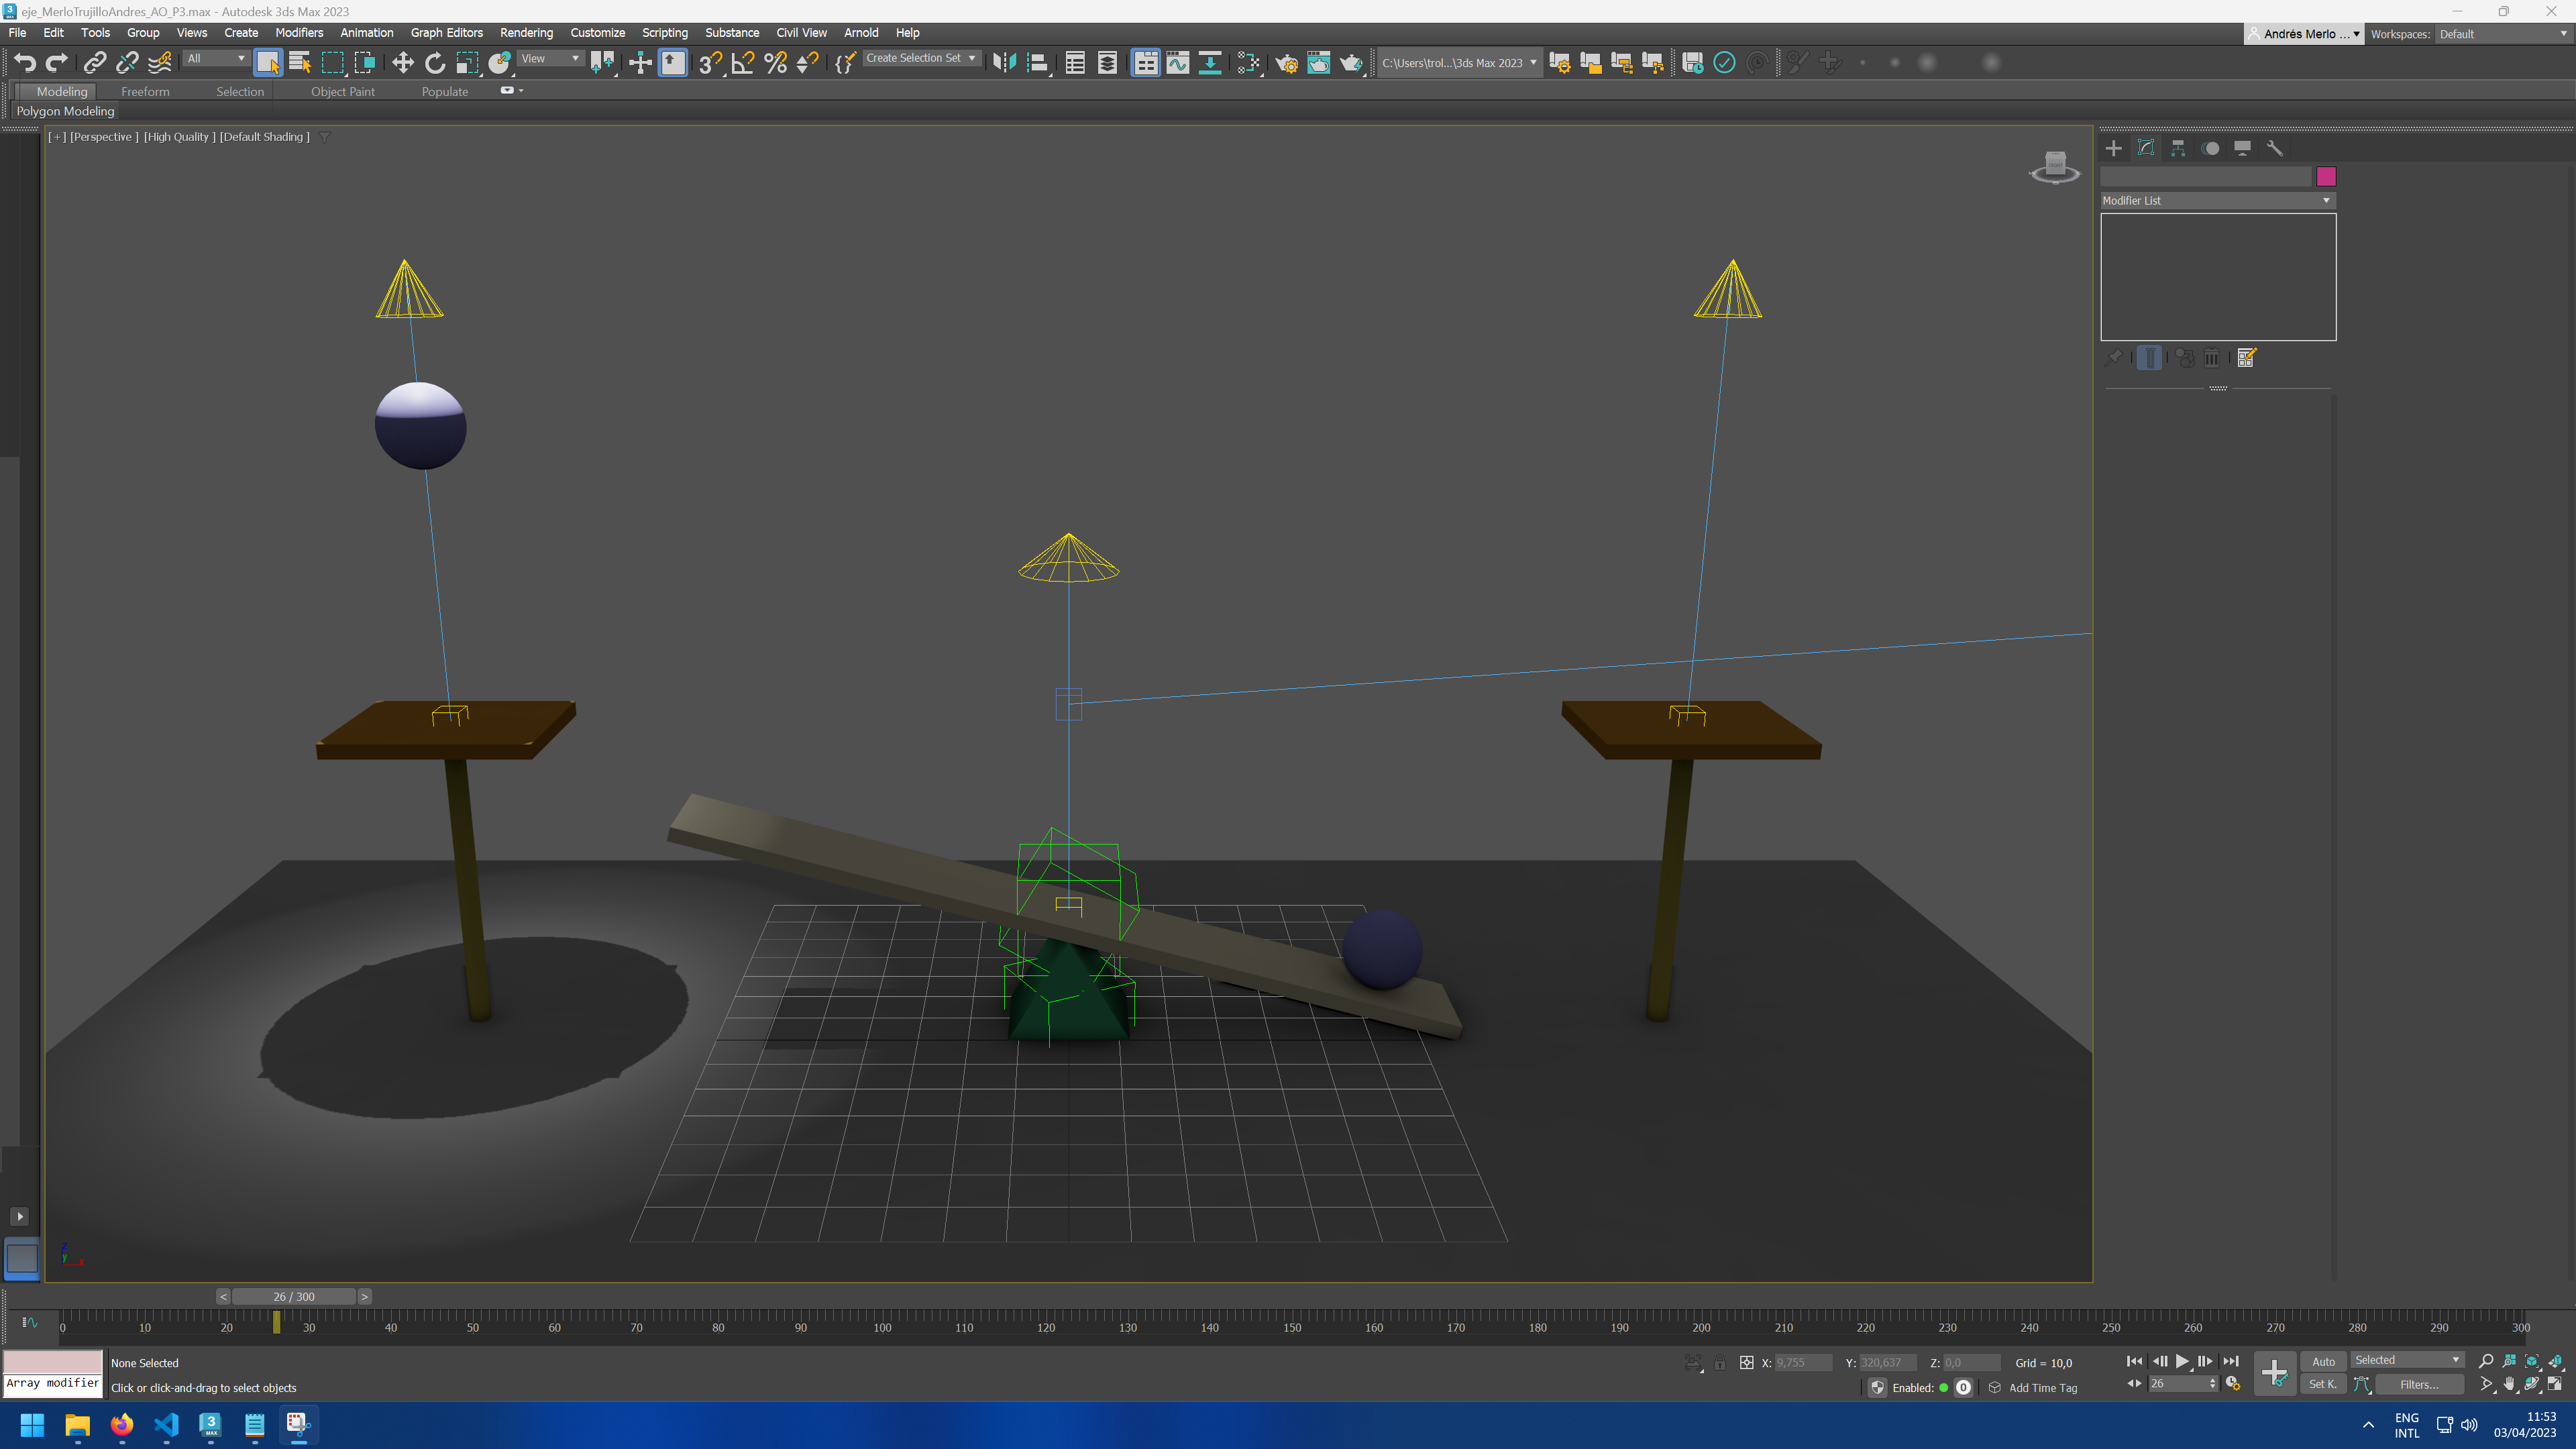 eje_MerloTrujilloAndres_AO_P3.max - Autodesk 3ds Max 2023
File Edit Tools Group Views Create Modifiers Animation Graph Editors Rendering Customize Scripting Substance Civil View Arnold Help
Andrés Merlo ... Workspaces: Default
All View Create Selection Set C:\Users\trol...\3ds Max 2023
Modeling Freeform Selection Object Paint Populate
Polygon Modeling
[+] [Perspective ] [High Quality ] [Default Shading ]
Modifier List
z
y
x
< 26 / 300 >
0 10 20 30 40 50 60 70 80 90 100 110 120 130 140 150 160 170 180 190 200 210 220 230 240 250 260 270 280 290 300
None Selected
X: 9,755 Y: 320,637 Z: 0,0 Grid = 10,0
Auto Selected
Array modifier
Click or click-and-drag to select objects
Enabled: 0 Add Time Tag
26
Set K. Filters...
ENG
INTL
11:53
03/04/2023